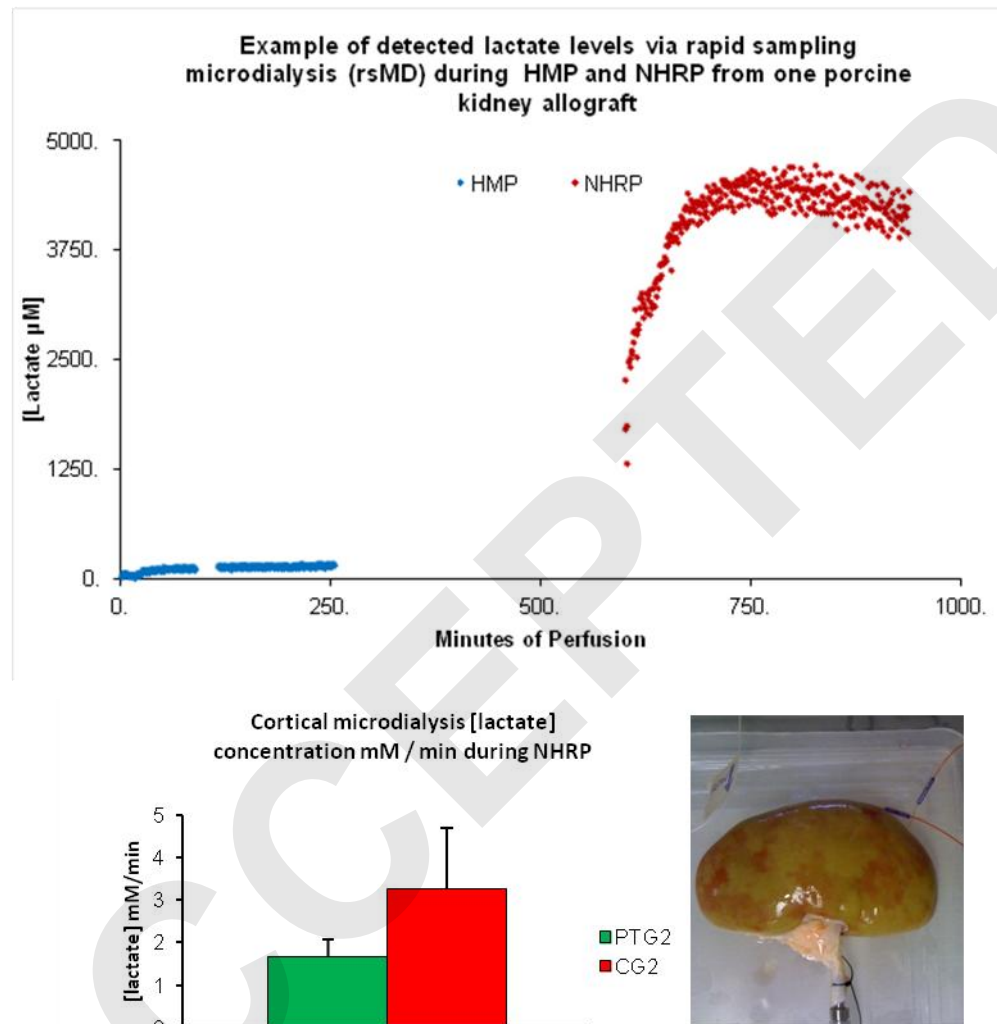 Example of detected lactate levels via rapid sampling
microdialysis (rsMD) during HMP and NHRP from one porcine
kidney allograft
5000.
HMP
NHRP
3750.
[Lactate µM]
2500.
1250.
0.
0.
250.
500.
750.
1000.
Minutes of Perfusion
Cortical microdialysis [lactate]
concentration mM / min during NHRP
5
4
3
2
1
0
[lactate] mM/min
PTG2
CG2
CCEPTED